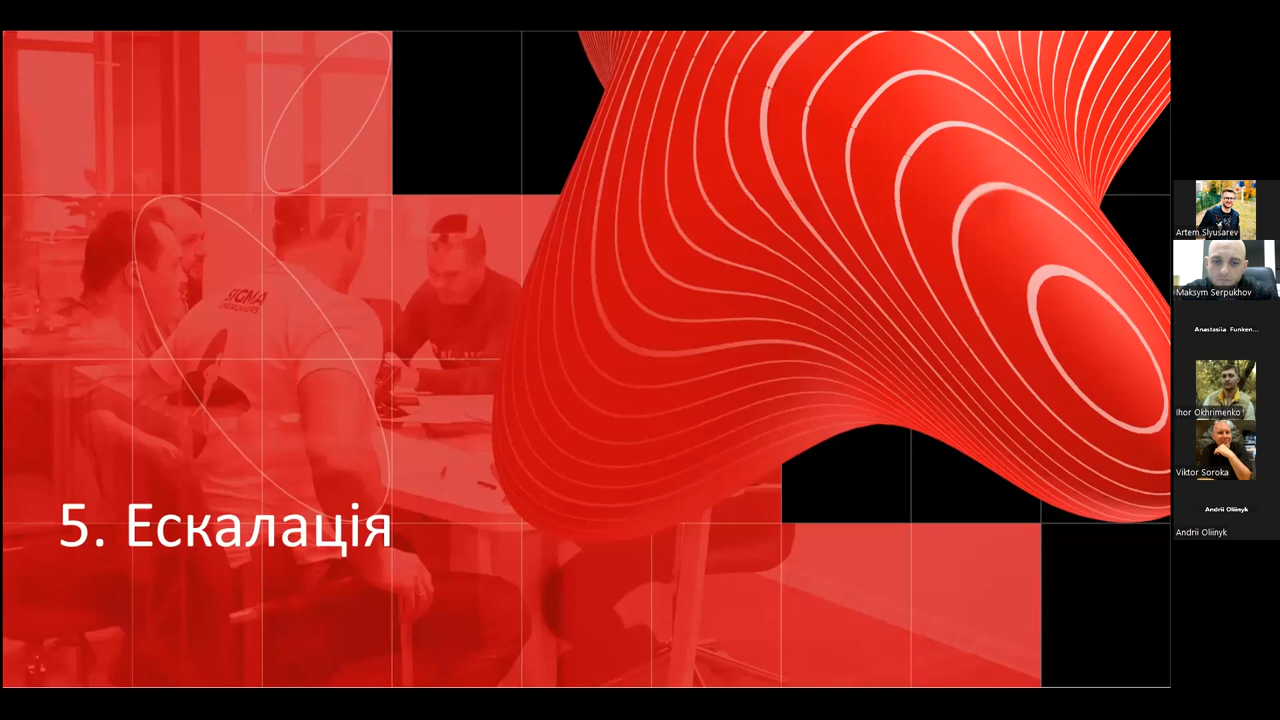 5. Ескалація
SIGMA
Artem Slyusarev
Maksym Serpukhov
Anastasiia Funken...
Ihor Okhrimenko
Viktor Soroka
Andrii Oliinyk
Andrii Oliinyk